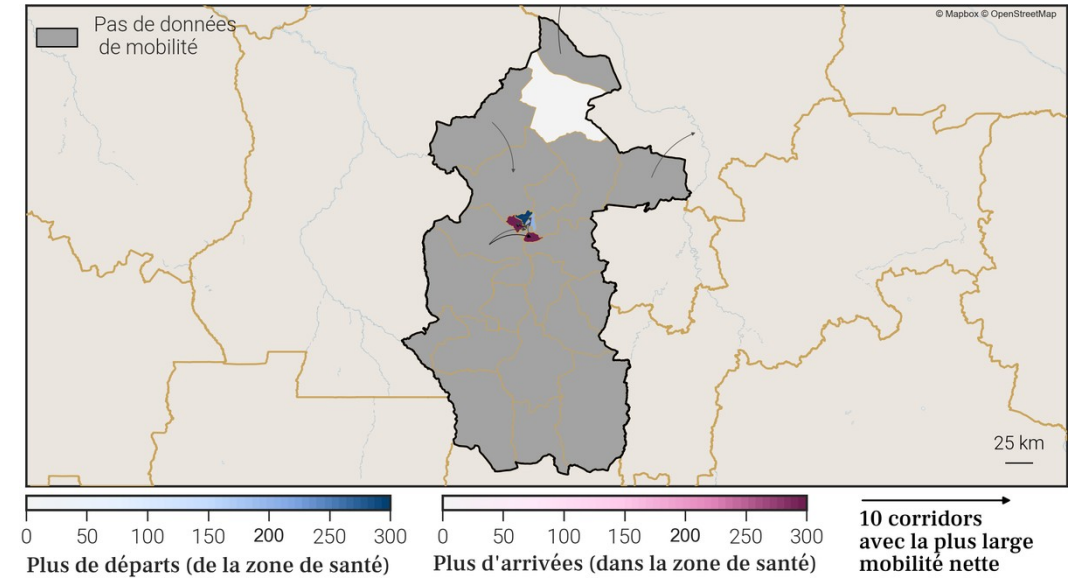 © Mapbox © OpenStreetMap
Pas de données
de mobilité
25 km
0 50 100 150 200 250 300
Plus de départs (de la zone de santé)
0 50 100 150 200 250 300
Plus d'arrivées (dans la zone de santé)
10 corridors
avec la plus large
mobilité nette